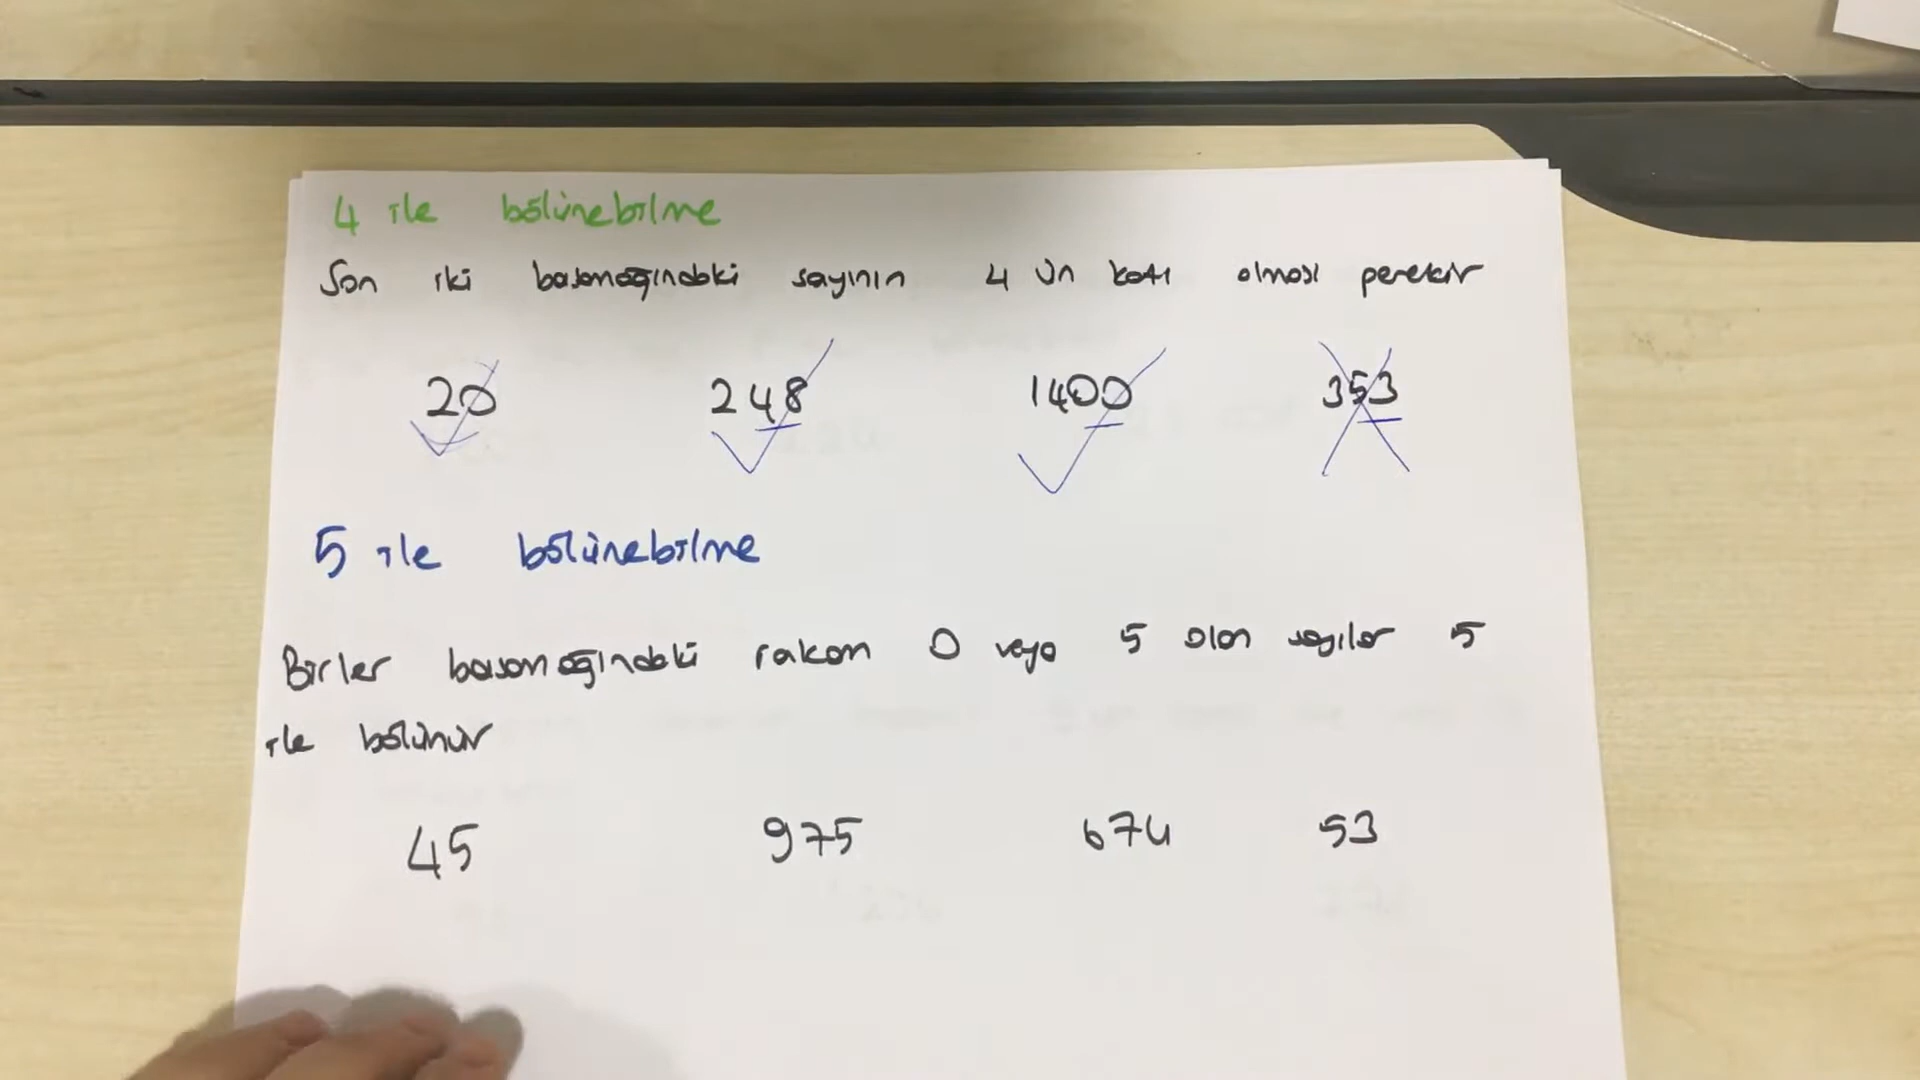 4 ile bölünebilme
Son iki basamağındaki sayının 4 ün katı olması gerekir
20 248 1400 353
5 ile bölünebilme
Birler basamağındaki rakam 0 veya 5 olan sayılar 5
ile bölünür
45 975 674 53